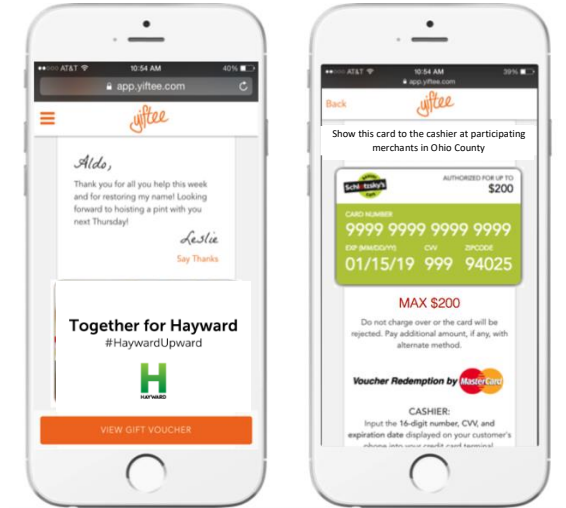 ●●○○○ AT&T 10:54 AM 40%
app.yiftee.com
yiftee
Aldo,
Thank you for all you help this week
and for restoring my name! Looking
forward to hoisting a pint with you
next Thursday!
Leslie
Say Thanks
Together for Hayward
#HaywardUpward
H
HAYWARD
VIEW GIFT VOUCHER
●●○○○ AT&T 10:54 AM 39%
app.yiftee.com
Back
yiftee
Show this card to the cashier at participating
merchants in Ohio County
Schlotzsky's
AUTHORIZED FOR UP TO
$200
CARD NUMBER
9999 9999 9999 9999
EXP (MM/DD/YY) CVV ZIPCODE
01/15/19 999 94025
MAX $200
Do not charge over or the card will be
rejected. Pay additional amount, if any, with
alternate method.
Voucher Redemption by MasterCard
CASHIER:
Input the 16-digit number, CVV, and
expiration date displayed on your customer's
phone into your credit card terminal